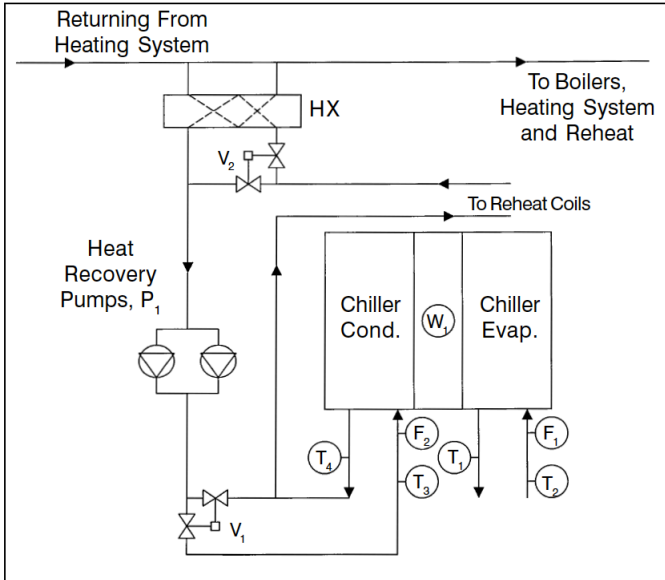 Returning From
Heating System
HX
To Boilers,
Heating System
and Reheat
V₂
To Reheat Coils
Heat
Recovery
Pumps, P₁
Chiller
Cond.
W₁
Chiller
Evap.
F₂
F₁
T₄
T₁
T₃
T₂
V₁